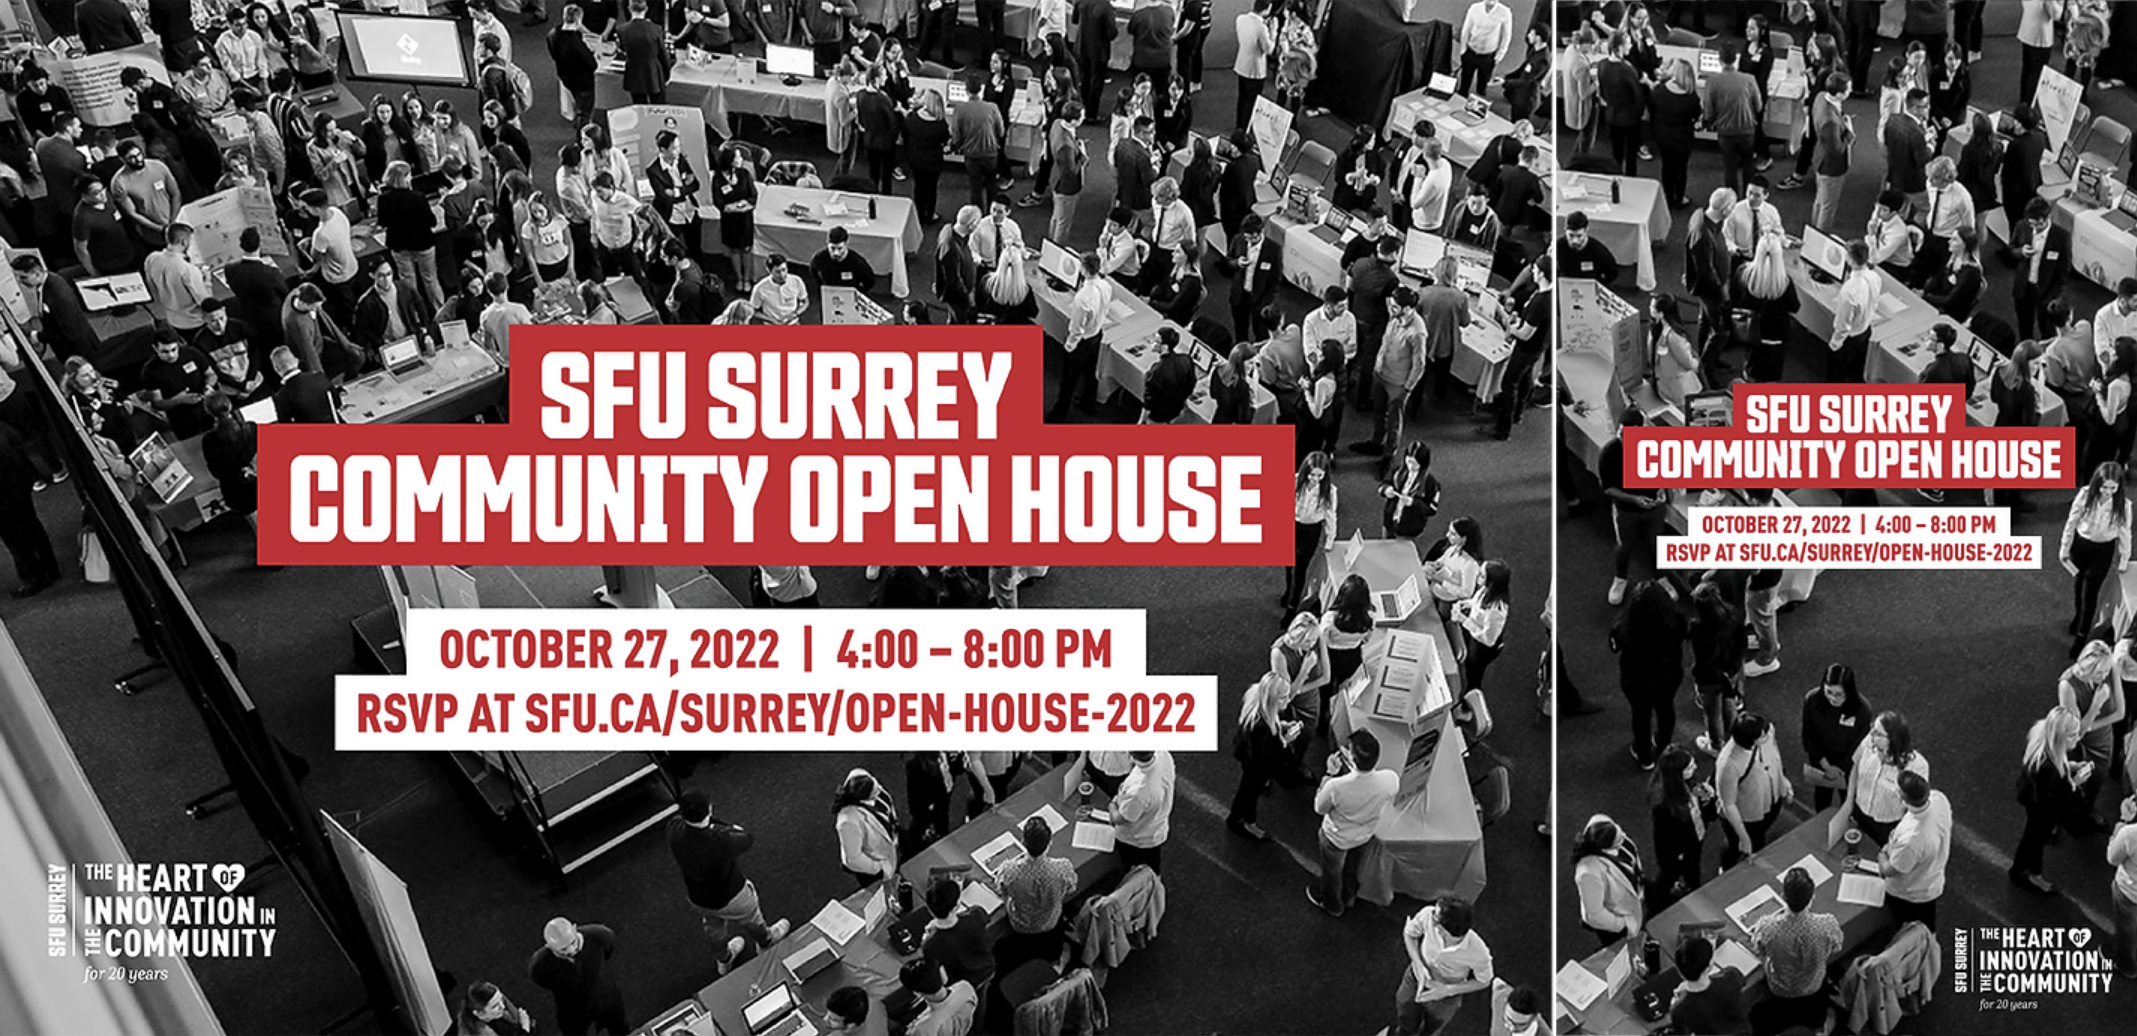 SFU SURREY
COMMUNITY OPEN HOUSE
OCTOBER 27, 2022 | 4:00 – 8:00 PM
RSVP AT SFU.CA/SURREY/OPEN-HOUSE-2022
SFU SURREY
THE HEART OF
INNOVATION IN
THE COMMUNITY
for 20 years
SFU SURREY
COMMUNITY OPEN HOUSE
OCTOBER 27, 2022 | 4:00 – 8:00 PM
RSVP AT SFU.CA/SURREY/OPEN-HOUSE-2022
SFU SURREY
THE HEART OF
INNOVATION IN
THE COMMUNITY
for 20 years